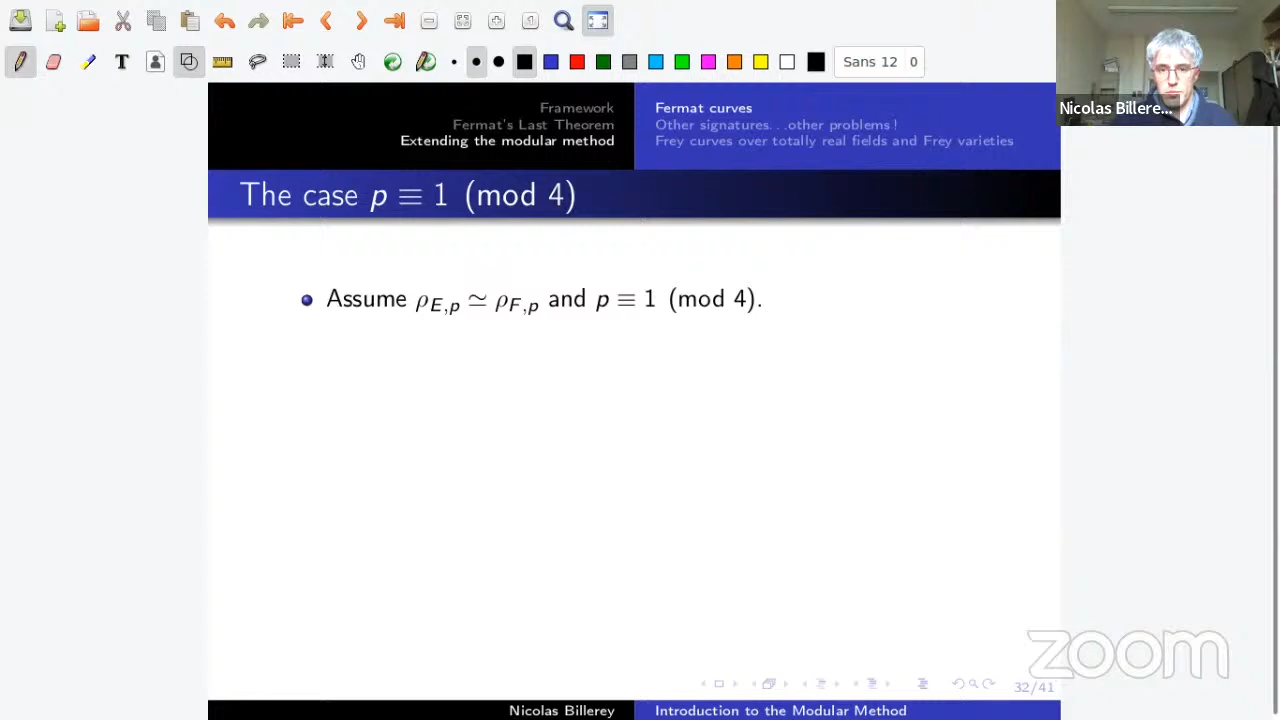 Sans 12 0
Nicolas Billere...
Framework
Fermat's Last Theorem
Extending the modular method
Fermat curves
Other signatures...other problems!
Frey curves over totally real fields and Frey varieties
The case p ≡ 1 (mod 4)
Assume ρE,p ≃ ρF,p and p ≡ 1 (mod 4).
zoom
32/41
Nicolas Billerey
Introduction to the Modular Method